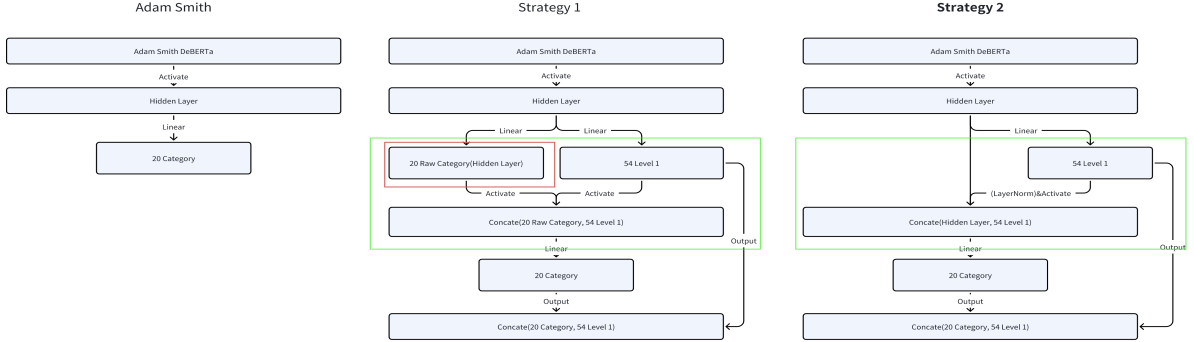 Adam Smith
Adam Smith DeBERTa
Activate
Hidden Layer
Linear
20 Category
Strategy 1
Adam Smith DeBERTa
Activate
Hidden Layer
Linear
Linear
20 Raw Category(Hidden Layer)
54 Level 1
Activate
Activate
Concate(20 Raw Category, 54 Level 1)
Output
Linear
20 Category
Output
Concate(20 Category, 54 Level 1)
Strategy 2
Adam Smith DeBERTa
Activate
Hidden Layer
Linear
54 Level 1
(LayerNorm)&Activate
Concate(Hidden Layer, 54 Level 1)
Output
Linear
20 Category
Output
Concate(20 Category, 54 Level 1)